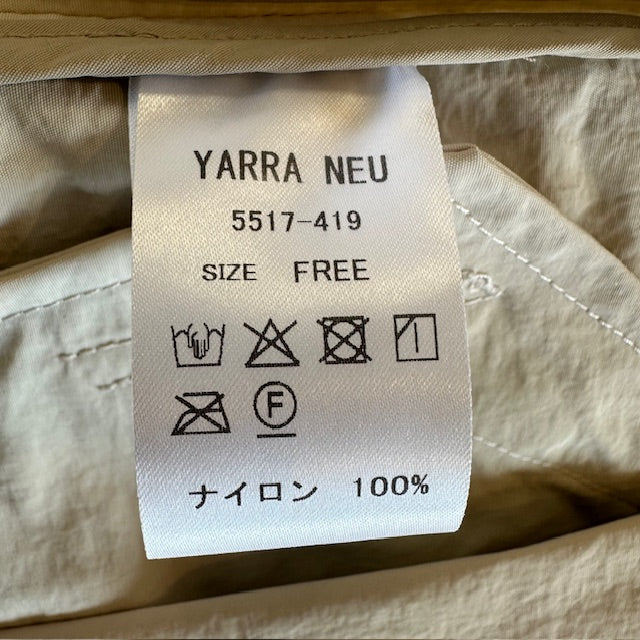 YARRA NEU
5517-419
SIZE FREE
F
ナイロン 100%